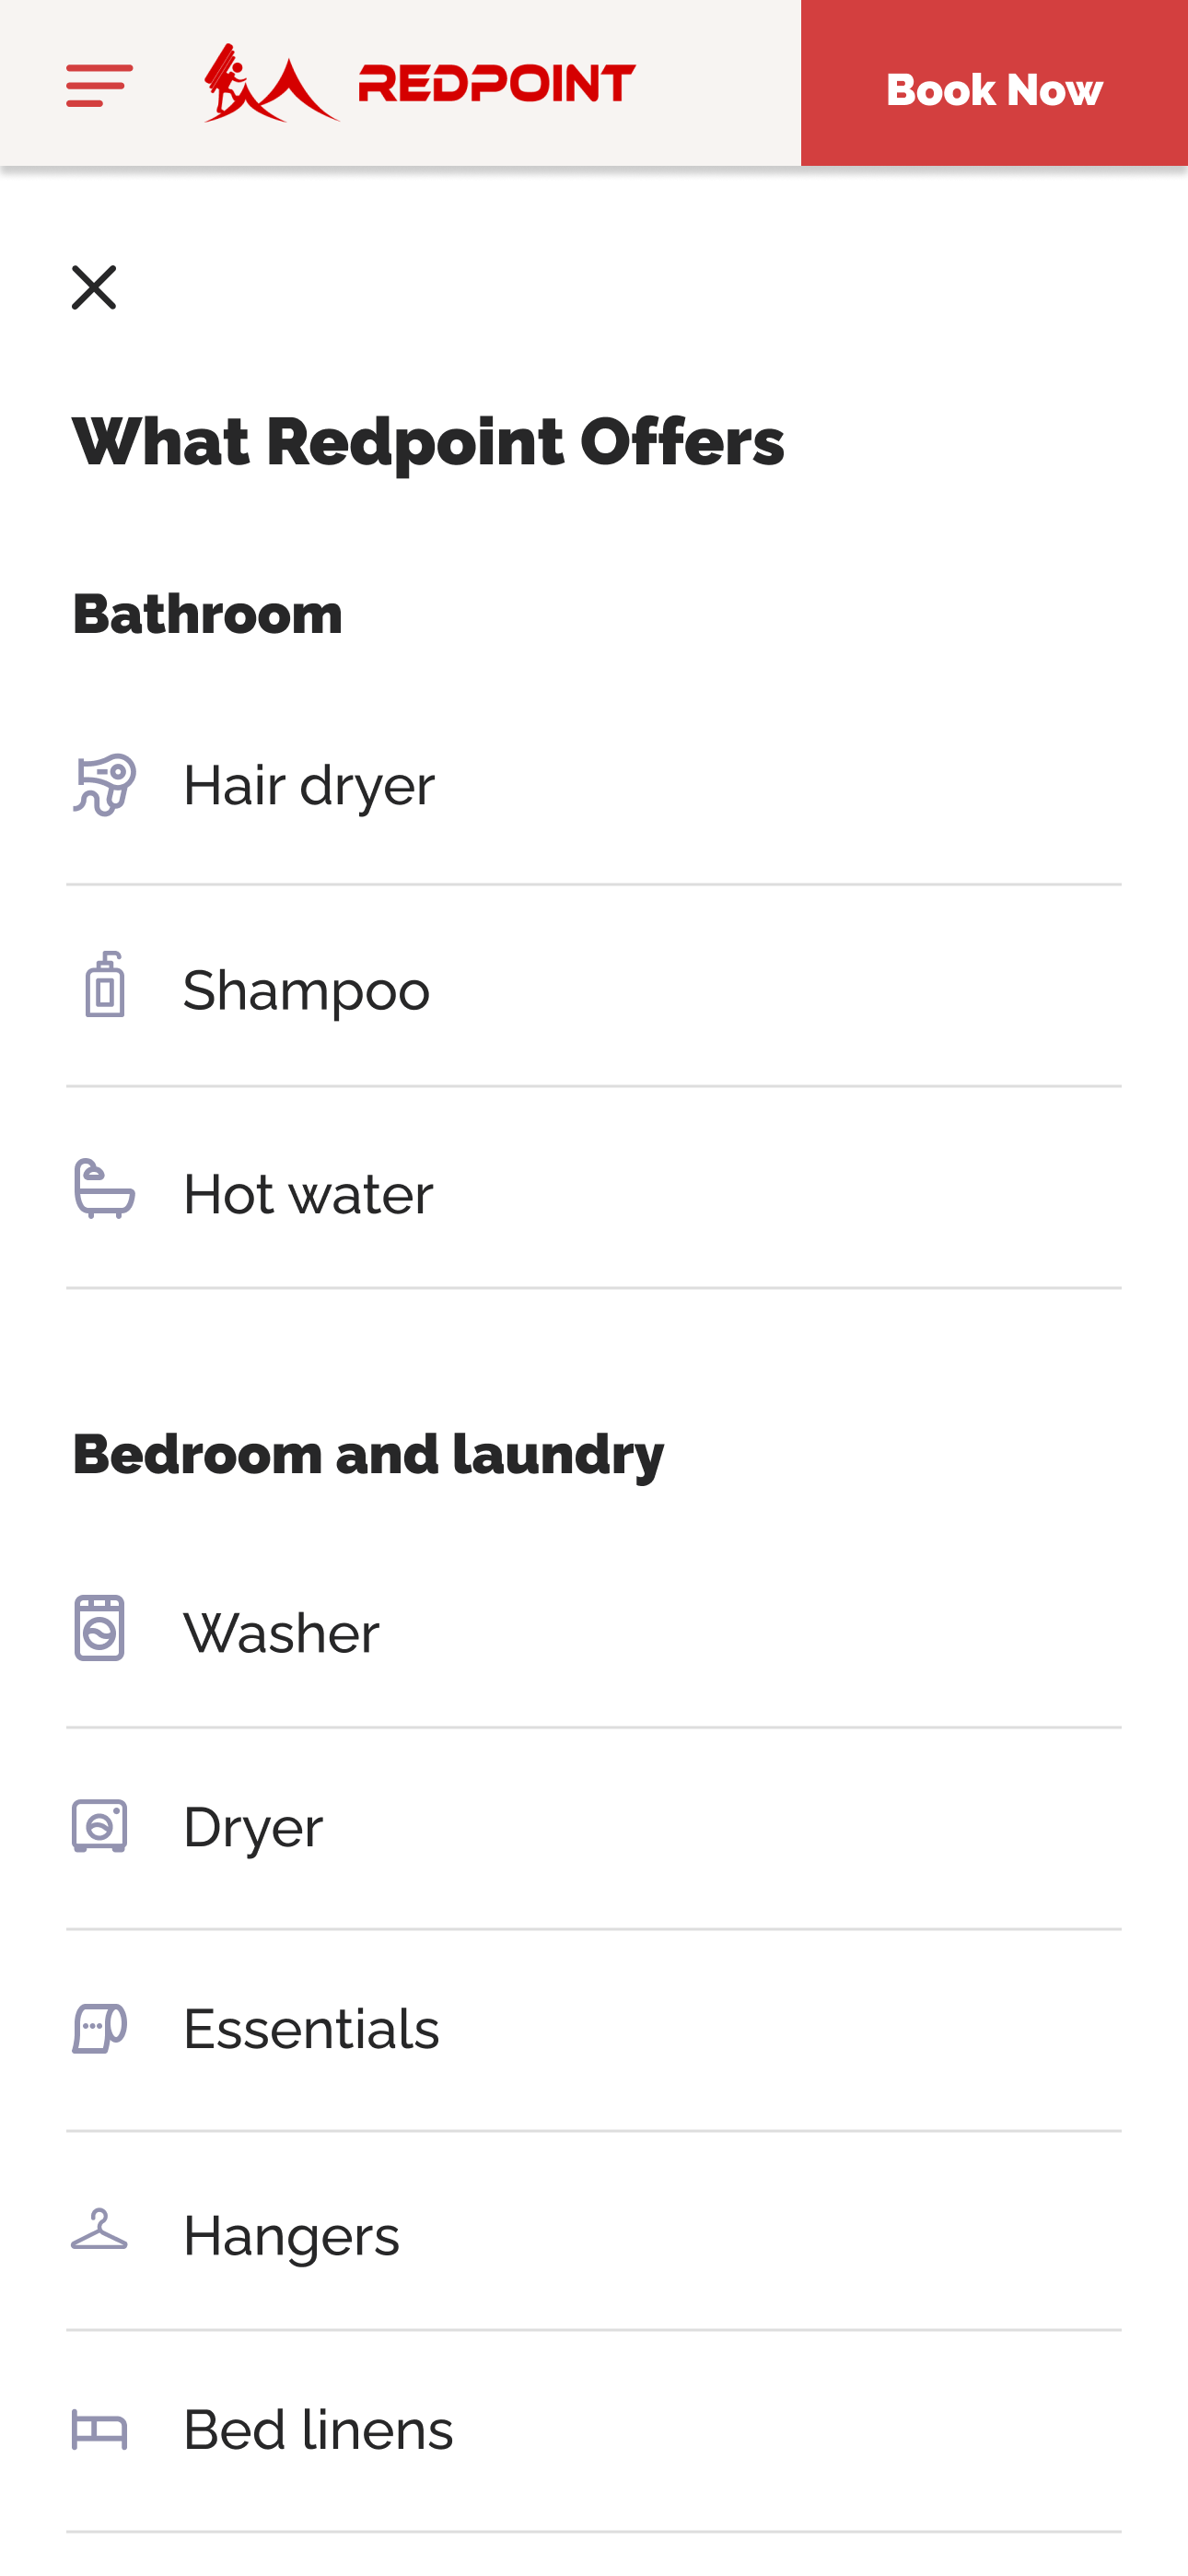 REDPOINT
Book Now
What Redpoint Offers
Bathroom
Hair dryer
Shampoo
Hot water
Bedroom and laundry
Washer
Dryer
Essentials
Hangers
Bed linens